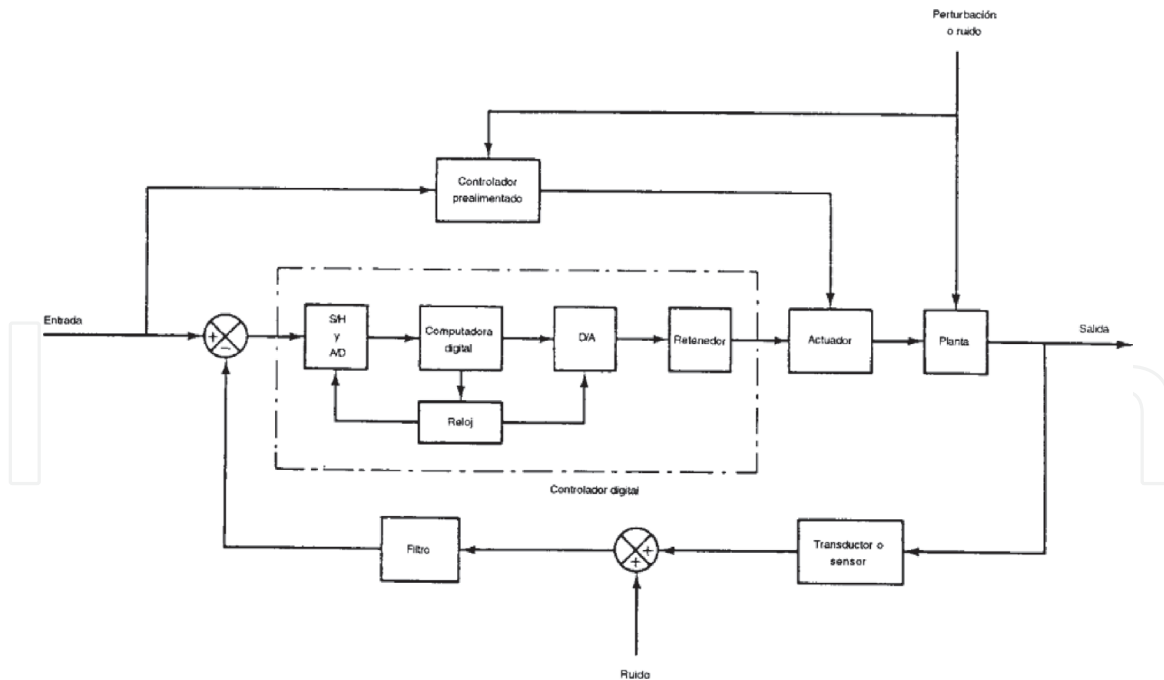 Perturbación
o ruido
Controlador
prealimentado
Entrada
+
−
S/H
y
A/D
Computadora
digital
D/A
Retenedor
Actuador
Planta
Salida
Reloj
Controlador digital
Filtro
+
+
Transductor o
sensor
Ruido